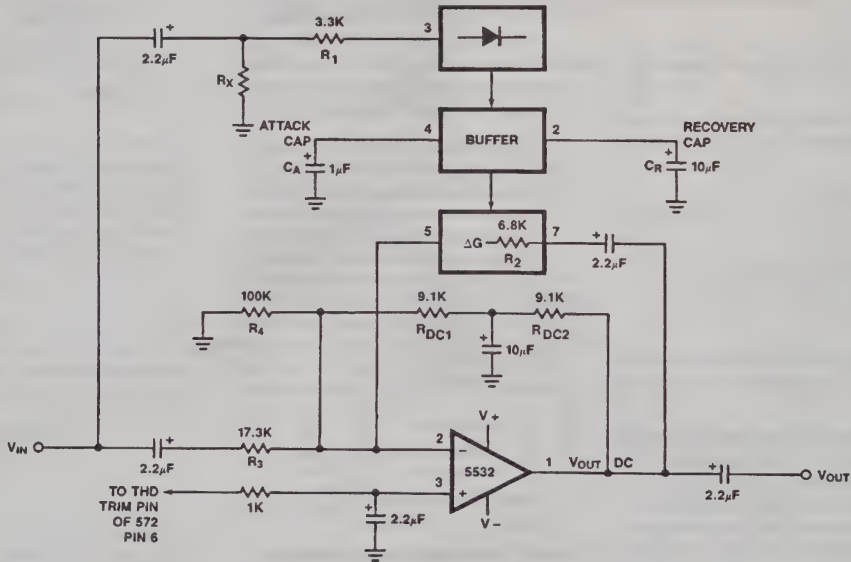 3.3K
3
+
2.2µF
R1
RX
ATTACK
CAP
4
BUFFER
2
RECOVERY
CAP
+
CA
1µF
+
CR
10µF
5
6.8K
7
ΔG
R2
+
2.2µF
100K
R4
9.1K
RDC1
9.1K
RDC2
+
10µF
V+
VIN
+
2.2µF
17.3K
R3
2
−
5532
1
VOUT DC
+
2.2µF
VOUT
TO THD
TRIM PIN
OF 572
PIN 6
1K
3
+
+
2.2µF
V−